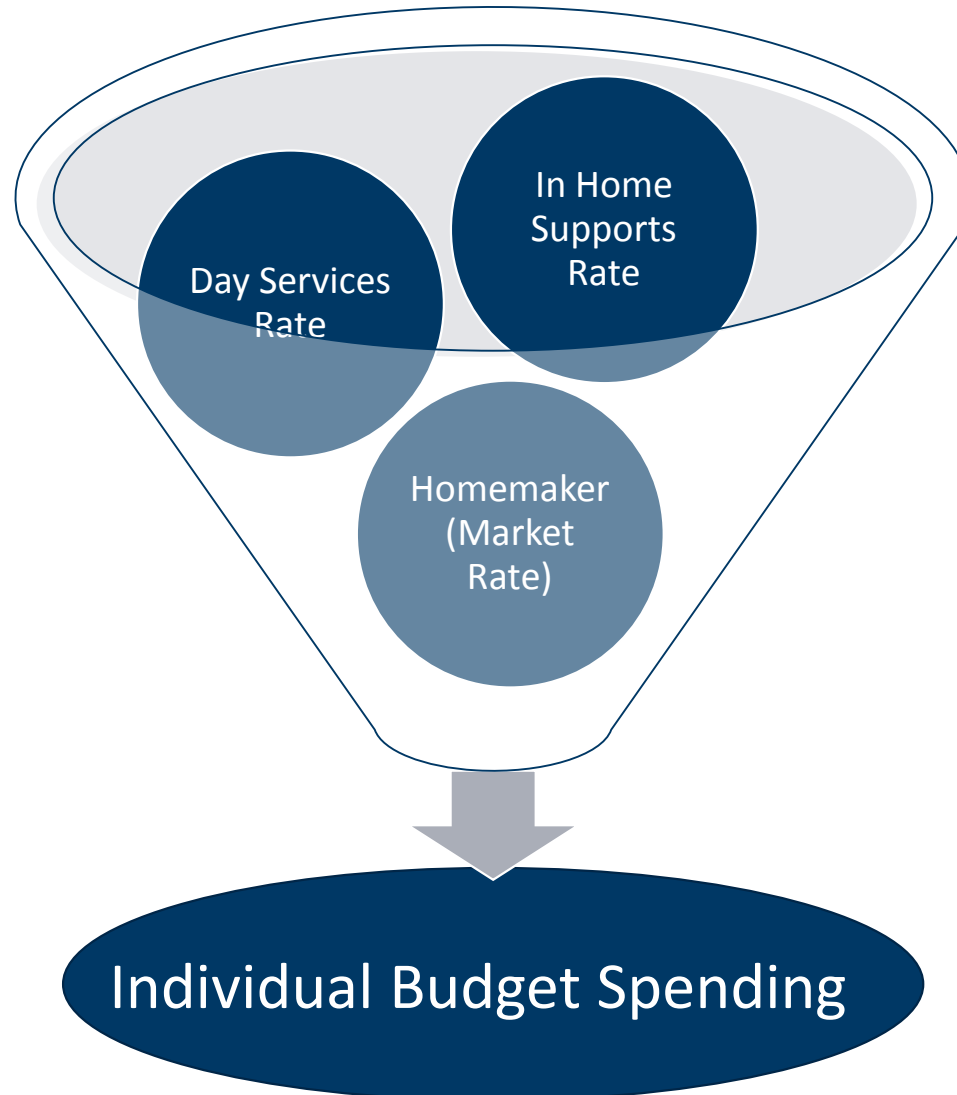 In Home
Supports
Rate
Day Services
Rate
Homemaker
(Market
Rate)
Individual Budget Spending